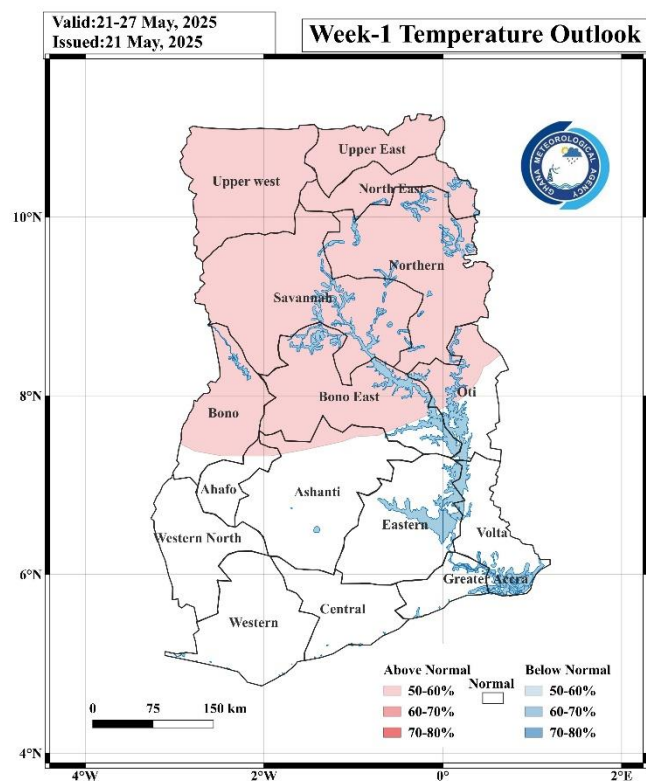 Valid:21-27 May, 2025
Issued:21 May, 2025
Week-1 Temperature Outlook
GHANA METEOROLOGICAL AGENCY
Upper East
Upper west
North East
10°N
Northern
Savannah
8°N
Bono
Bono East
Oti
Ahafo
Ashanti
Eastern
Western North
Volta
6°N
Greater Accra
Central
Western
Above Normal
Normal
Below Normal
50-60%
50-60%
60-70%
60-70%
70-80%
70-80%
0 75 150 km
4°N
4°W 2°W 0° 2°E